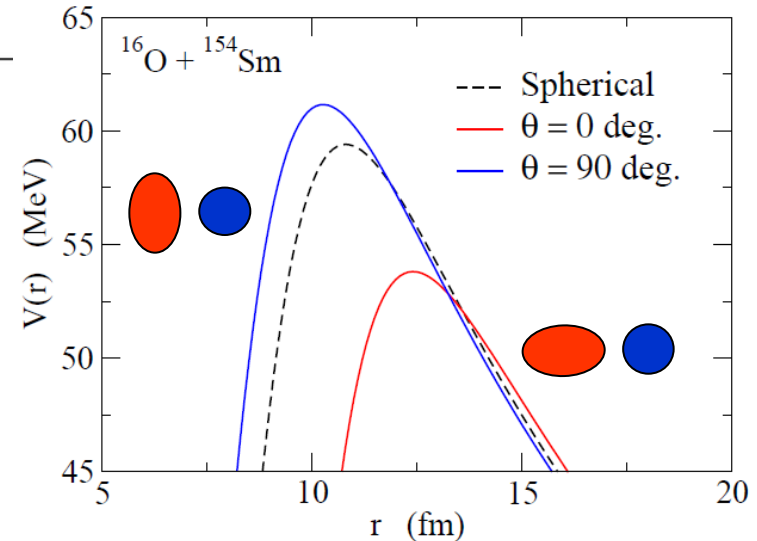 ¹⁶O + ¹⁵⁴Sm
Spherical
θ = 0 deg.
θ = 90 deg.
V(r) (MeV)
65
60
55
50
45
5
10
15
20
r (fm)